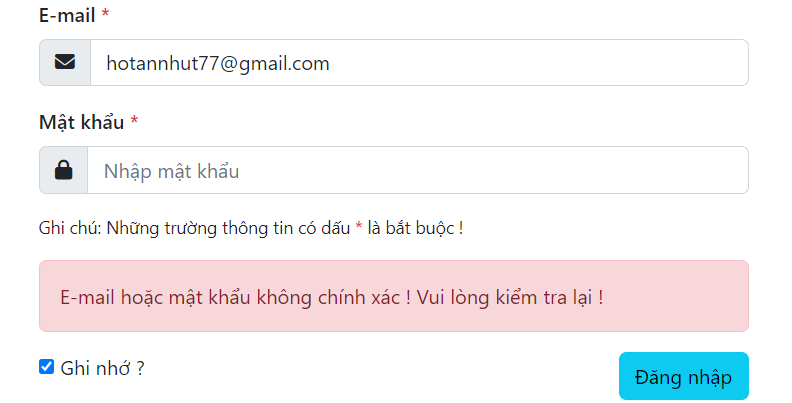 E-mail *
hotannhut77@gmail.com
Mật khẩu *
Nhập mật khẩu
Ghi chú: Những trường thông tin có dấu * là bắt buộc !
E-mail hoặc mật khẩu không chính xác ! Vui lòng kiểm tra lại !
Ghi nhớ ?
Đăng nhập